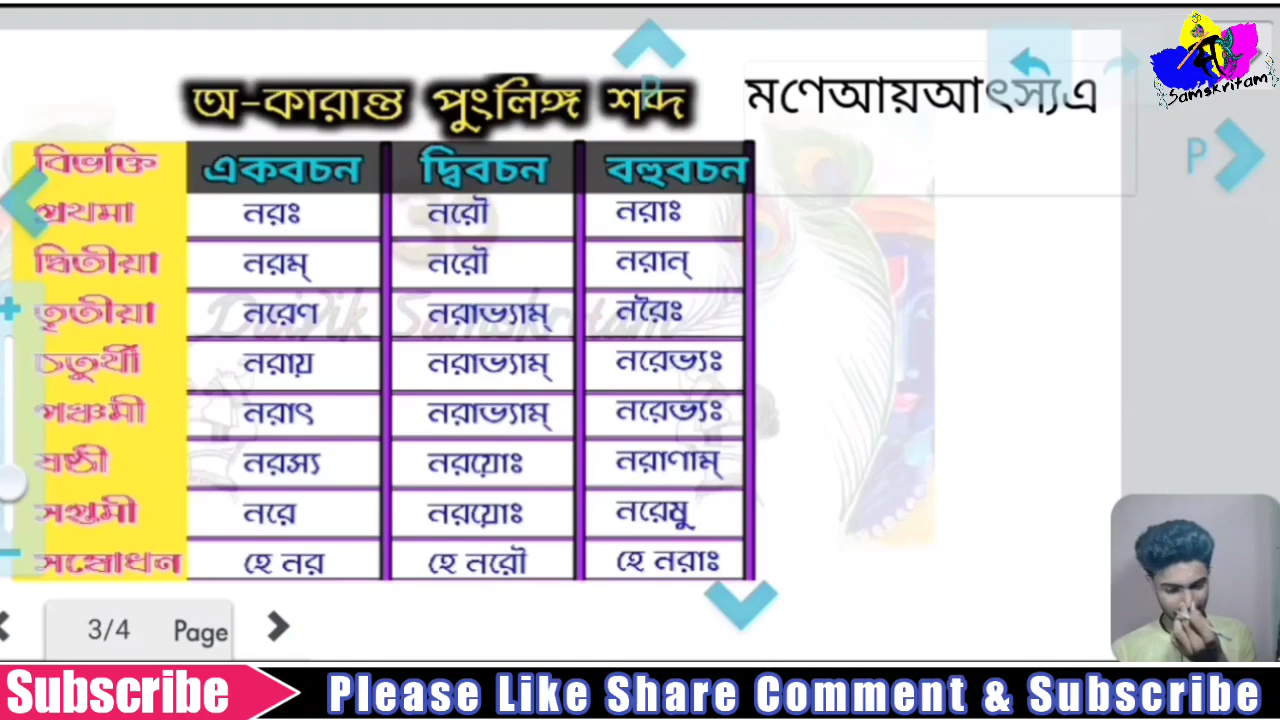 Samskritam
অ-কারান্ত পুংলিঙ্গ শব্দ
মণেআয়আৎস্যএ
P
P
বিভক্তি একবচন দ্বিবচন বহুবচন
প্রথমা নরঃ নরৌ নরাঃ
দ্বিতীয়া নরম্ নরৌ নরান্
তৃতীয়া নরেণ নরাভ্যাম্ নরৈঃ
চতুর্থী নরায় নরাভ্যাম্ নরেভ্যঃ
পঞ্চমী নরাৎ নরাভ্যাম্ নরেভ্যঃ
ষষ্ঠী নরস্য নরয়োঃ নরাণাম্
সপ্তমী নরে নরয়োঃ নরেষু
সম্বোধন হে নর হে নরৌ হে নরাঃ
3/4 Page
Subscribe Please Like Share Comment & Subscribe